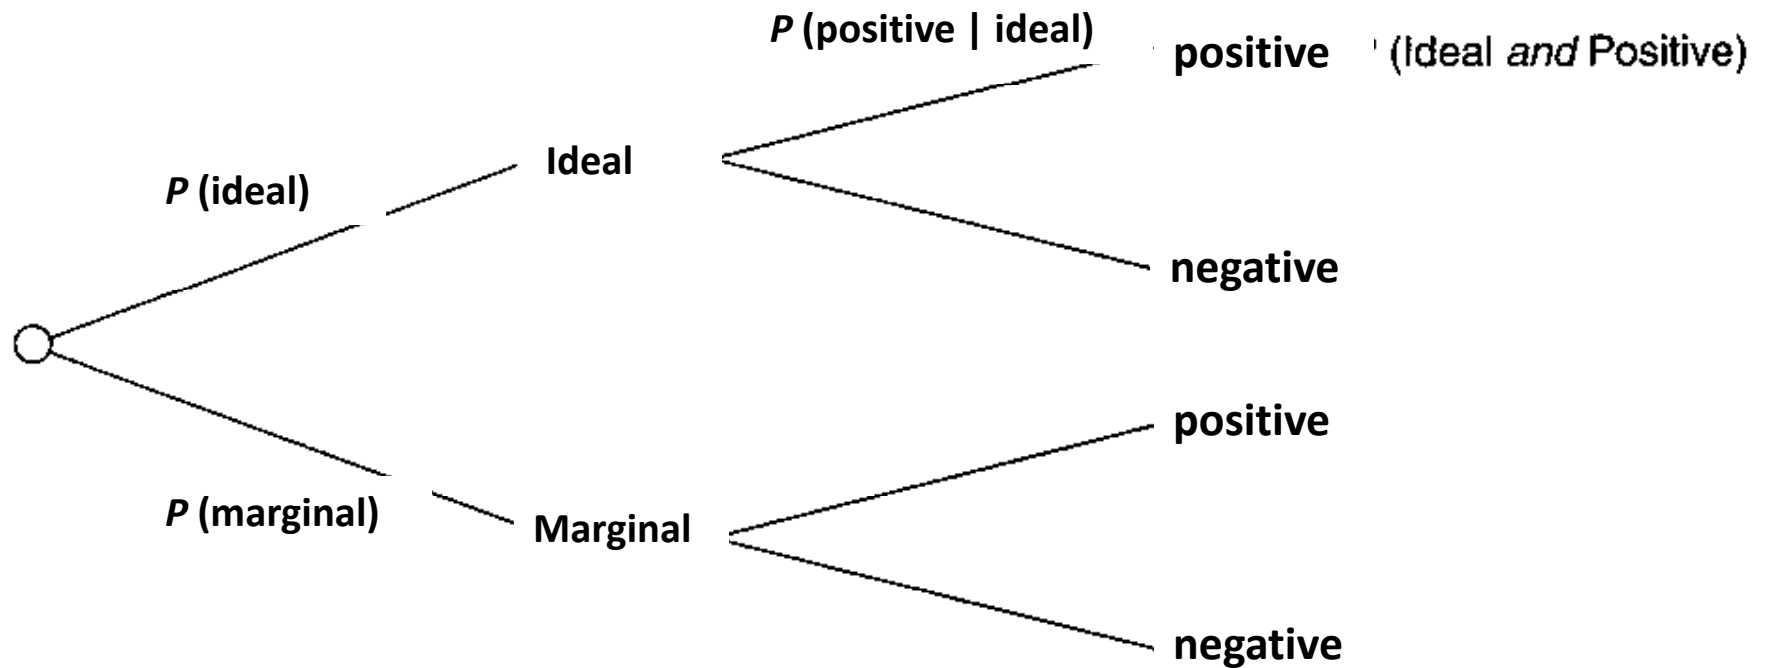 P (positive | ideal)
positive (Ideal and Positive)
Ideal
P (ideal)
negative
positive
P (marginal)
Marginal
negative